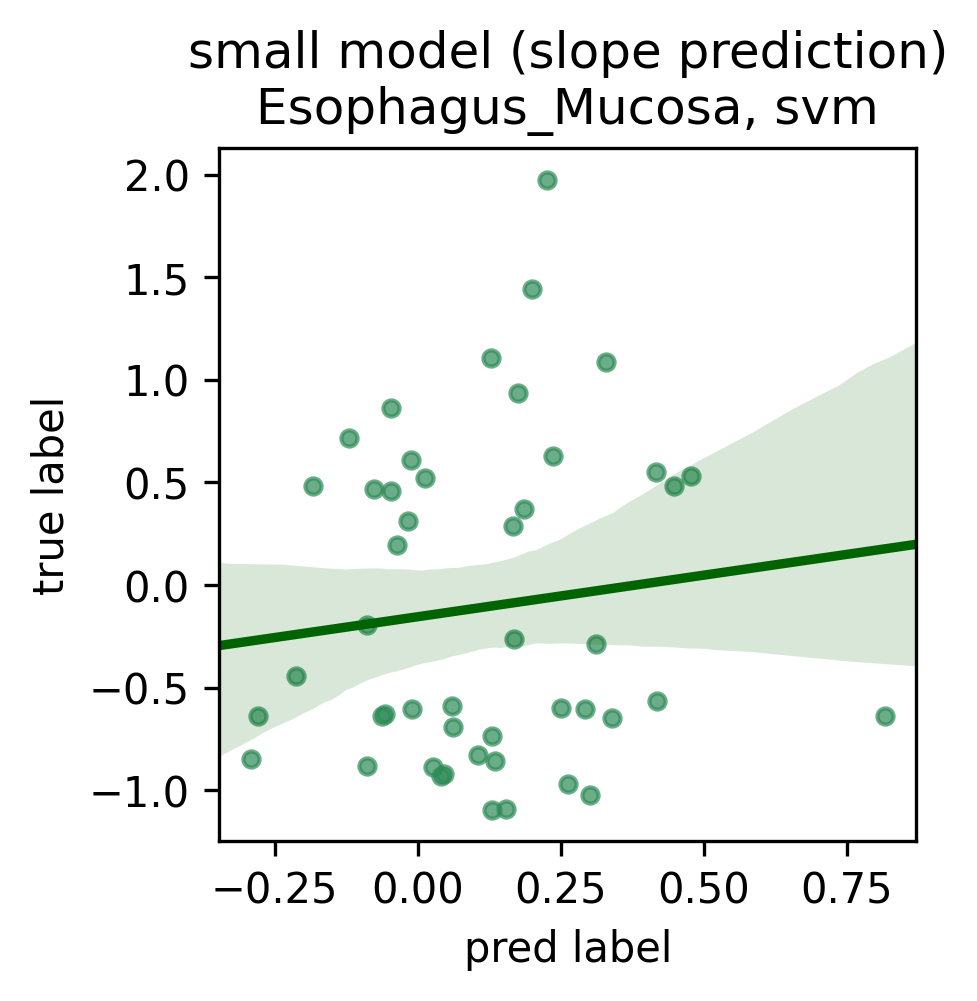 small model (slope prediction)
Esophagus_Mucosa, svm
2.0
1.5
1.0
0.5
0.0
−0.5
−1.0
true label
−0.25 0.00 0.25 0.50 0.75
pred label